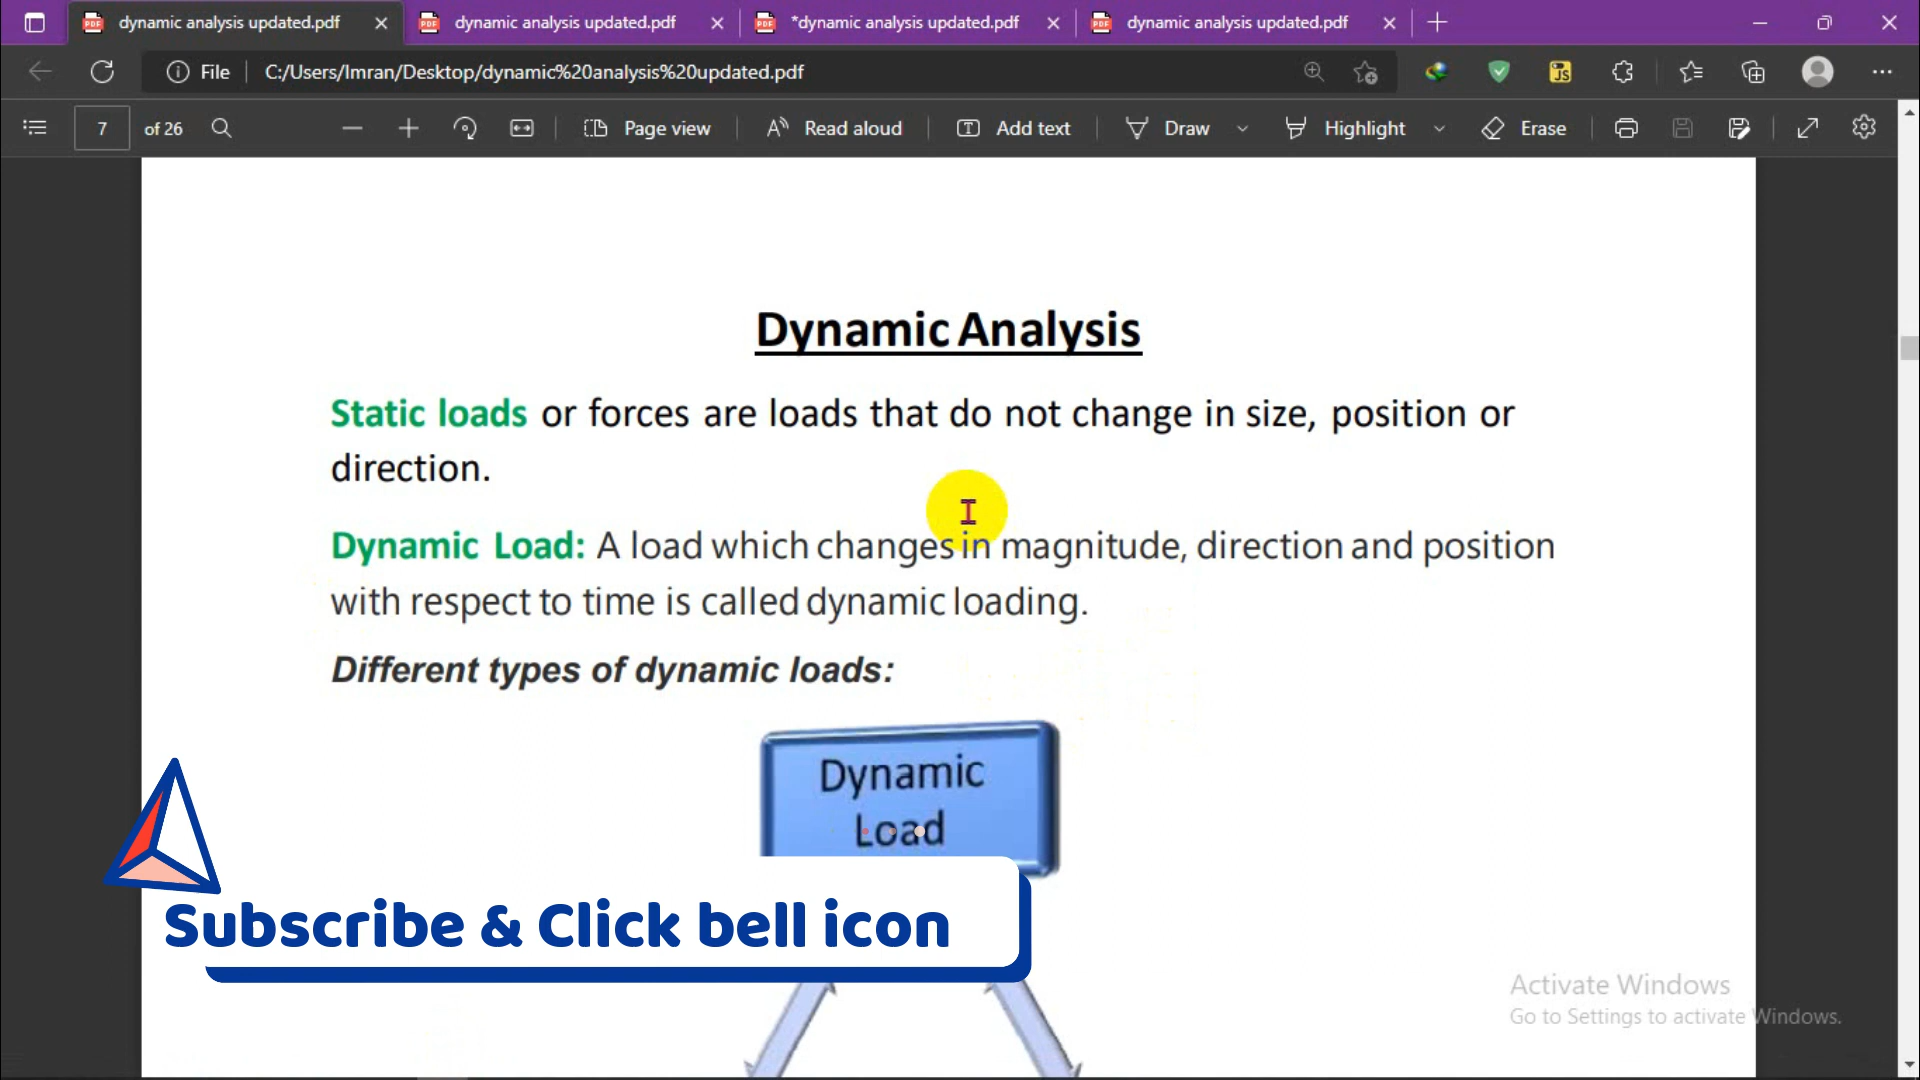 dynamic analysis updated.pdf
dynamic analysis updated.pdf
*dynamic analysis updated.pdf
dynamic analysis updated.pdf
File
C:/Users/Imran/Desktop/dynamic%20analysis%20updated.pdf
JS
7 of 26
Page view
Read aloud
Add text
Draw
Highlight
Erase
Dynamic Analysis
Static loads or forces are loads that do not change in size, position or
direction.
Dynamic Load: A load which changes in magnitude, direction and position
with respect to time is called dynamic loading.
Different types of dynamic loads:
Dynamic
Load
Subscribe & Click bell icon
Activate Windows
Go to Settings to activate Windows.